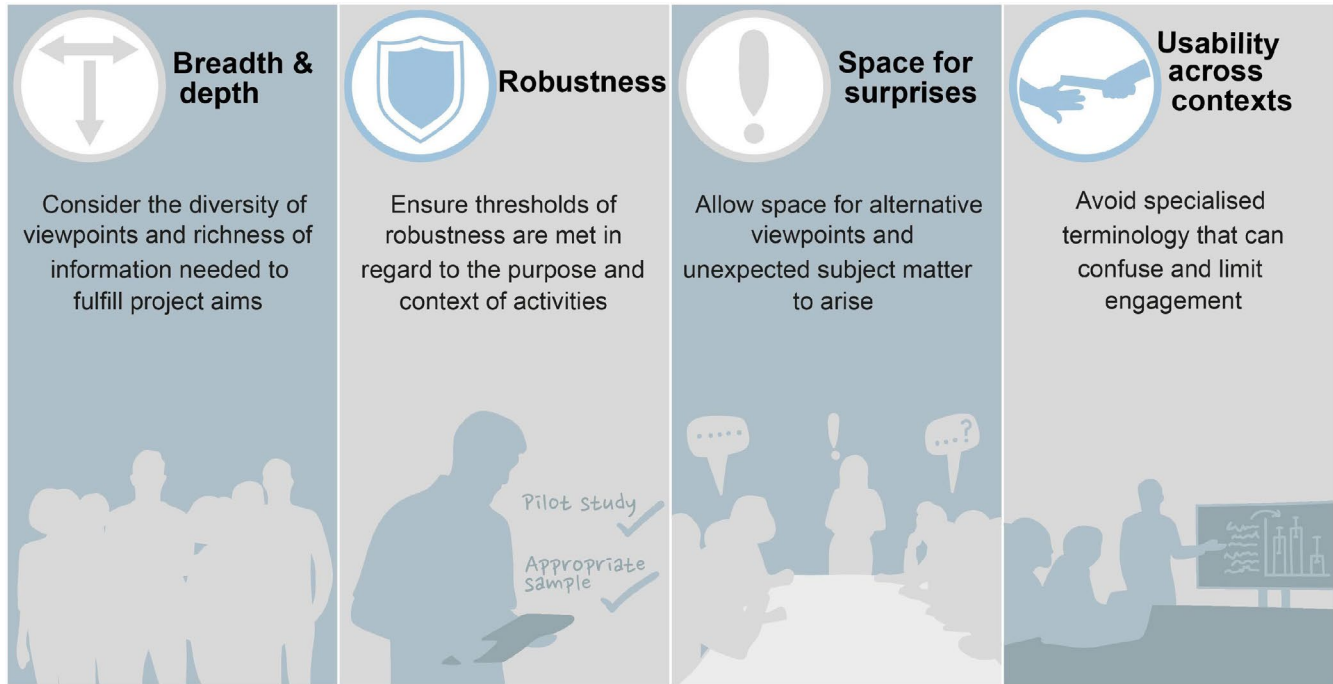 Breadth &
depth
Consider the diversity of
viewpoints and richness of
information needed to
fulfill project aims
Robustness
Ensure thresholds of
robustness are met in
regard to the purpose and
context of activities
Pilot study
Appropriate
sample
Space for
surprises
Allow space for alternative
viewpoints and
unexpected subject matter
to arise
.....
!
...?
Usability
across
contexts
Avoid specialised
terminology that can
confuse and limit
engagement